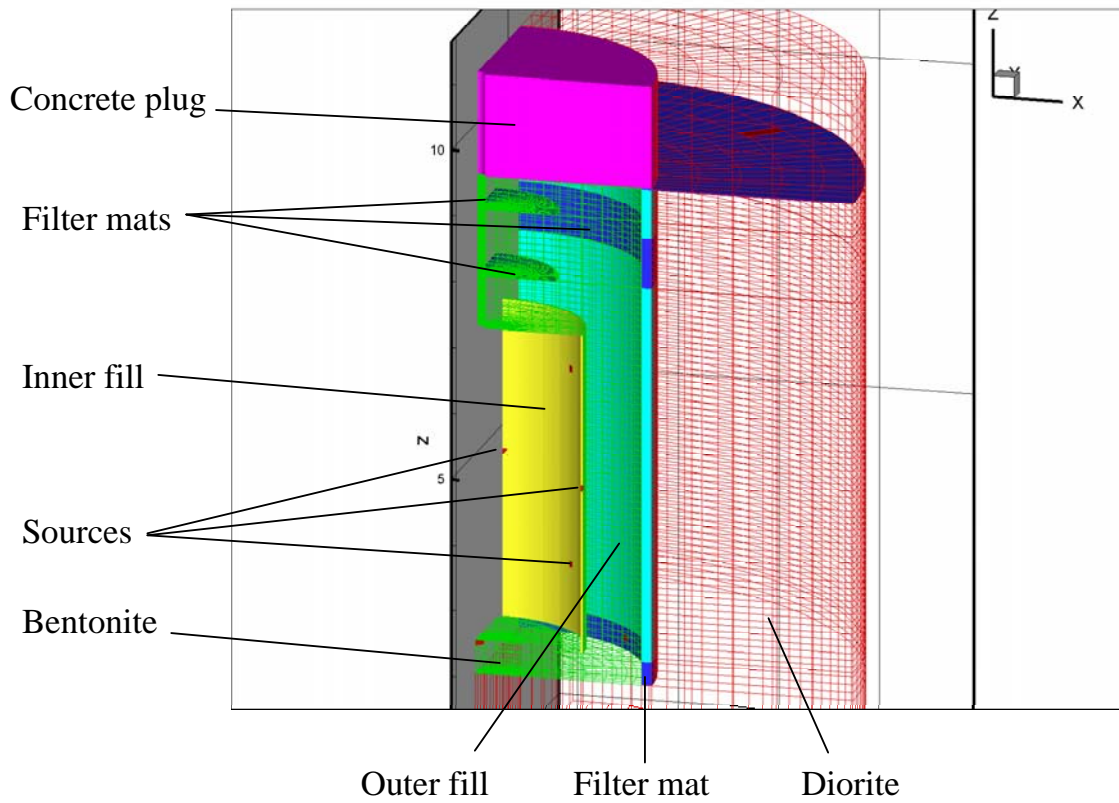 Z
Y
X
Concrete plug
10
Filter mats
Inner fill
Z
5
Sources
Bentonite
Outer fill
Filter mat
Diorite